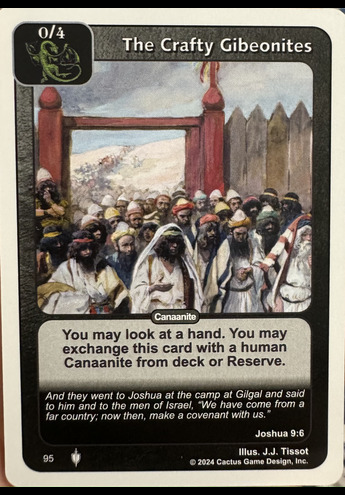 0/4
The Crafty Gibeonites
Canaanite
You may look at a hand. You may
exchange this card with a human
Canaanite from deck or Reserve.
And they went to Joshua at the camp at Gilgal and said
to him and to the men of Israel, “We have come from a
far country; now then, make a covenant with us.”
Joshua 9:6
Illus. J.J. Tissot
95
© 2024 Cactus Game Design, Inc.